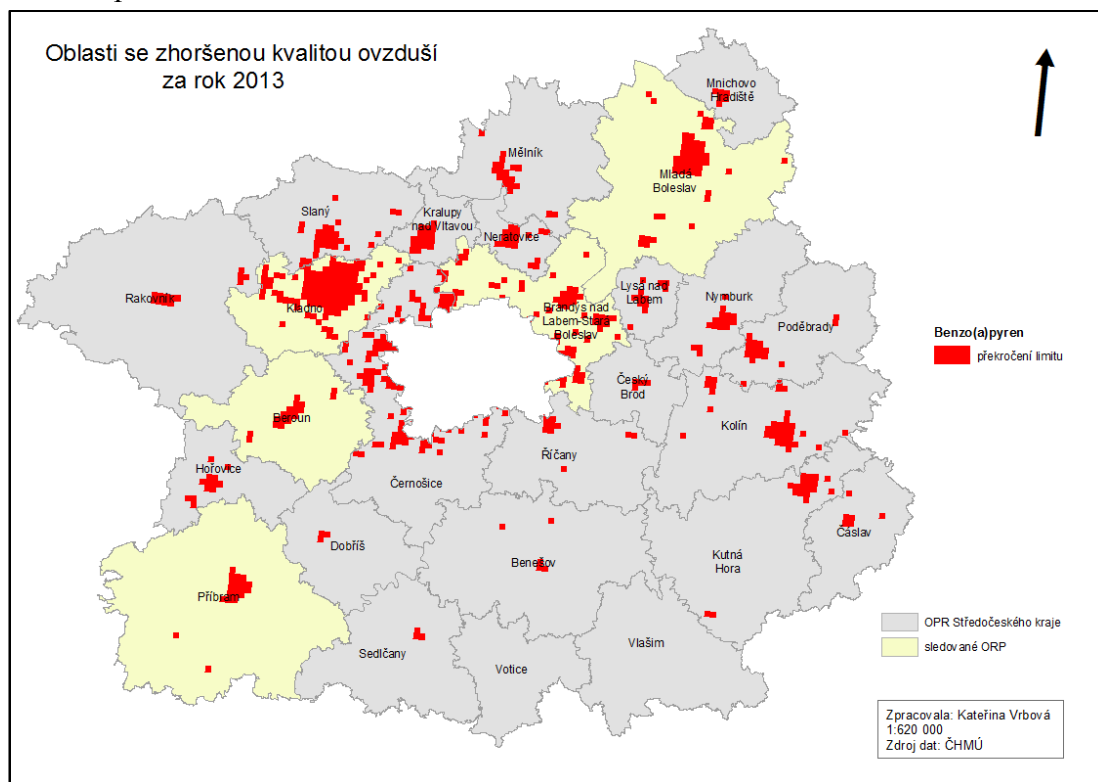 Oblasti se zhoršenou kvalitou ovzduší
za rok 2013
Mnichovo
Hradiště
Mělník
Mladá
Boleslav
Slaný
Kralupy
nad Vltavou
Neratovice
Rakovník
Kladno
Brandýs nad
Labem-Stará
Boleslav
Lysá nad
Labem
Nymburk
Poděbrady
Benzo(a)pyren
překročení limitu
Český
Brod
Beroun
Kolín
Hořovice
Říčany
Černošice
Čáslav
Dobříš
Benešov
Kutná
Hora
Příbram
Sedlčany
Votice
Vlašim
OPR Středočeského kraje
sledované ORP
Zpracovala: Kateřina Vrbová
1:620 000
Zdroj dat: ČHMÚ